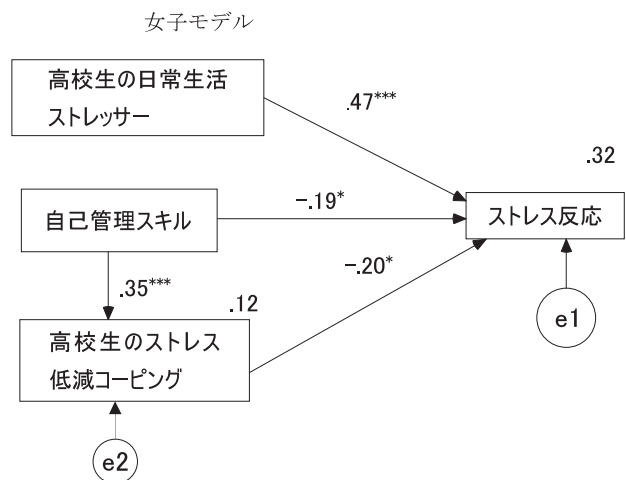 女子モデル
高校生の日常生活
ストレッサー
.47***
.32
自己管理スキル
-.19*
ストレス反応
-.20*
.35***
.12
e1
高校生のストレス
低減コーピング
e2